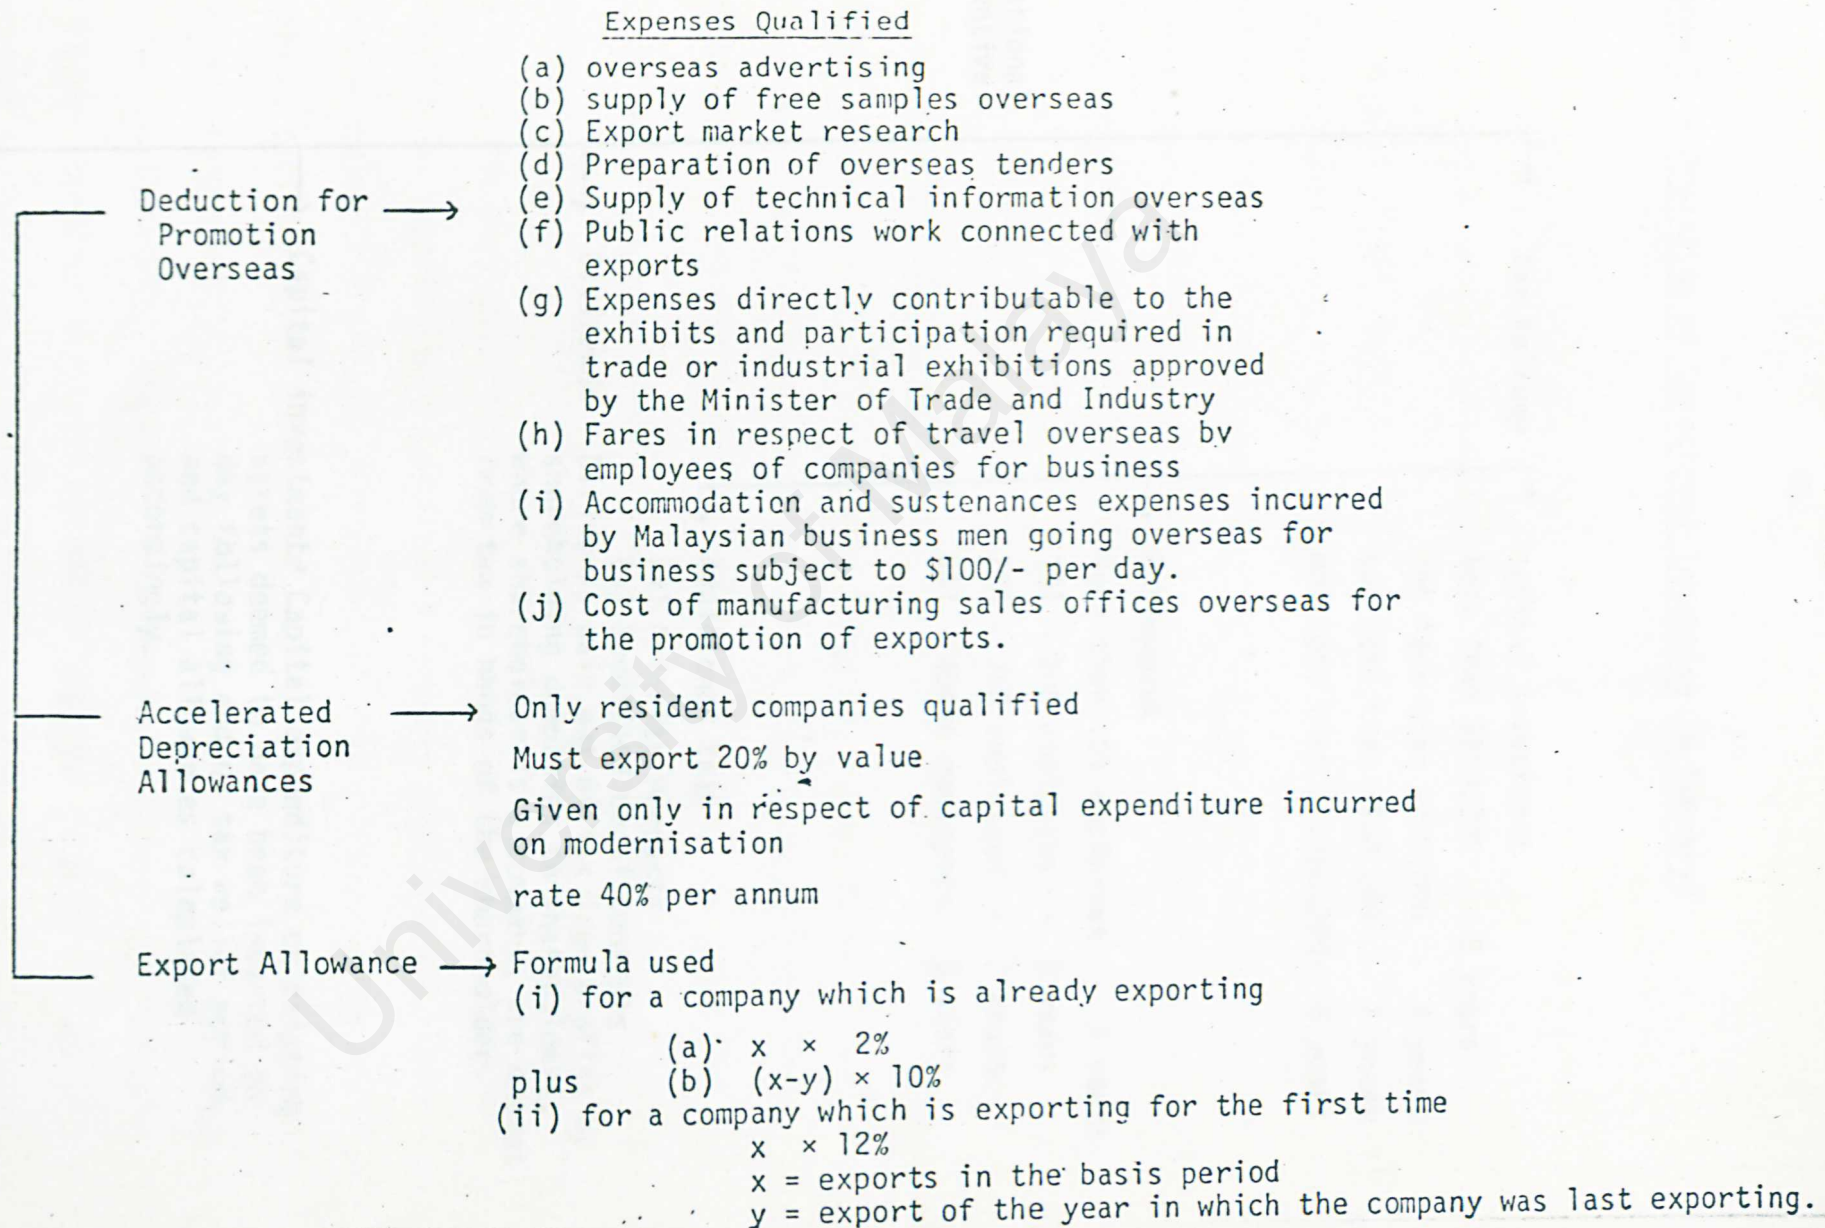 Expenses Qualified
(a) overseas advertising
(b) supply of free samples overseas
(c) Export market research
(d) Preparation of overseas tenders
Deduction for ⟶ (e) Supply of technical information overseas
Promotion (f) Public relations work connected with
Overseas exports
(g) Expenses directly contributable to the
exhibits and participation required in
trade or industrial exhibitions approved
by the Minister of Trade and Industry
(h) Fares in respect of travel overseas by
employees of companies for business
(i) Accommodation and sustenances expenses incurred
by Malaysian business men going overseas for
business subject to $100/- per day.
(j) Cost of manufacturing sales offices overseas for
the promotion of exports.
Accelerated ⟶ Only resident companies qualified
Depreciation Must export 20% by value
Allowances
Given only in respect of capital expenditure incurred
on modernisation
rate 40% per annum
Export Allowance ⟶ Formula used
(i) for a company which is already exporting
(a) x × 2%
plus (b) (x-y) × 10%
(ii) for a company which is exporting for the first time
x × 12%
x = exports in the basis period
y = export of the year in which the company was last exporting.
University of Malaya